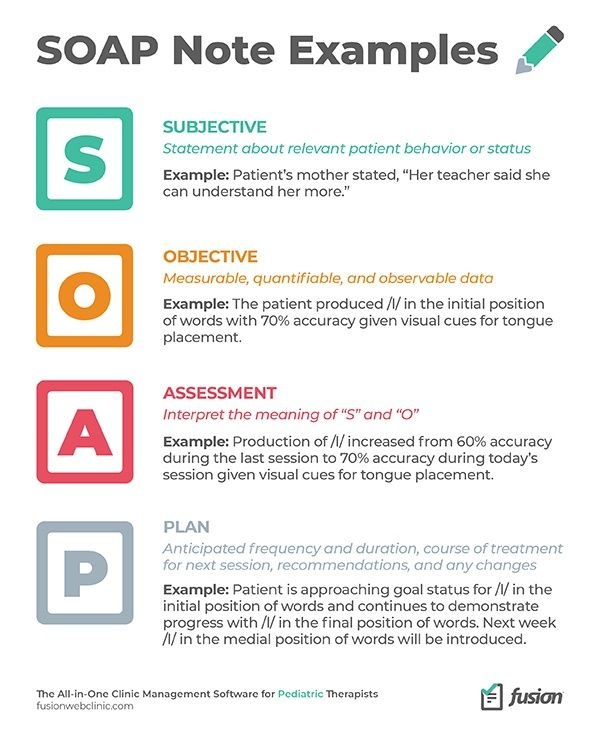 SOAP Note Examples
S
SUBJECTIVE
Statement about relevant patient behavior or status
Example: Patient’s mother stated, “Her teacher said she
can understand her more.”
O
OBJECTIVE
Measurable, quantifiable, and observable data
Example: The patient produced /l/ in the initial position
of words with 70% accuracy given visual cues for tongue
placement.
A
ASSESSMENT
Interpret the meaning of “S” and “O”
Example: Production of /l/ increased from 60% accuracy
during the last session to 70% accuracy during today’s
session given visual cues for tongue placement.
P
PLAN
Anticipated frequency and duration, course of treatment
for next session, recommendations, and any changes
Example: Patient is approaching goal status for /l/ in the
initial position of words and continues to demonstrate
progress with /l/ in the final position of words. Next week
/l/ in the medial position of words will be introduced.
The All-in-One Clinic Management Software for Pediatric Therapists
fusionwebclinic.com
fusion